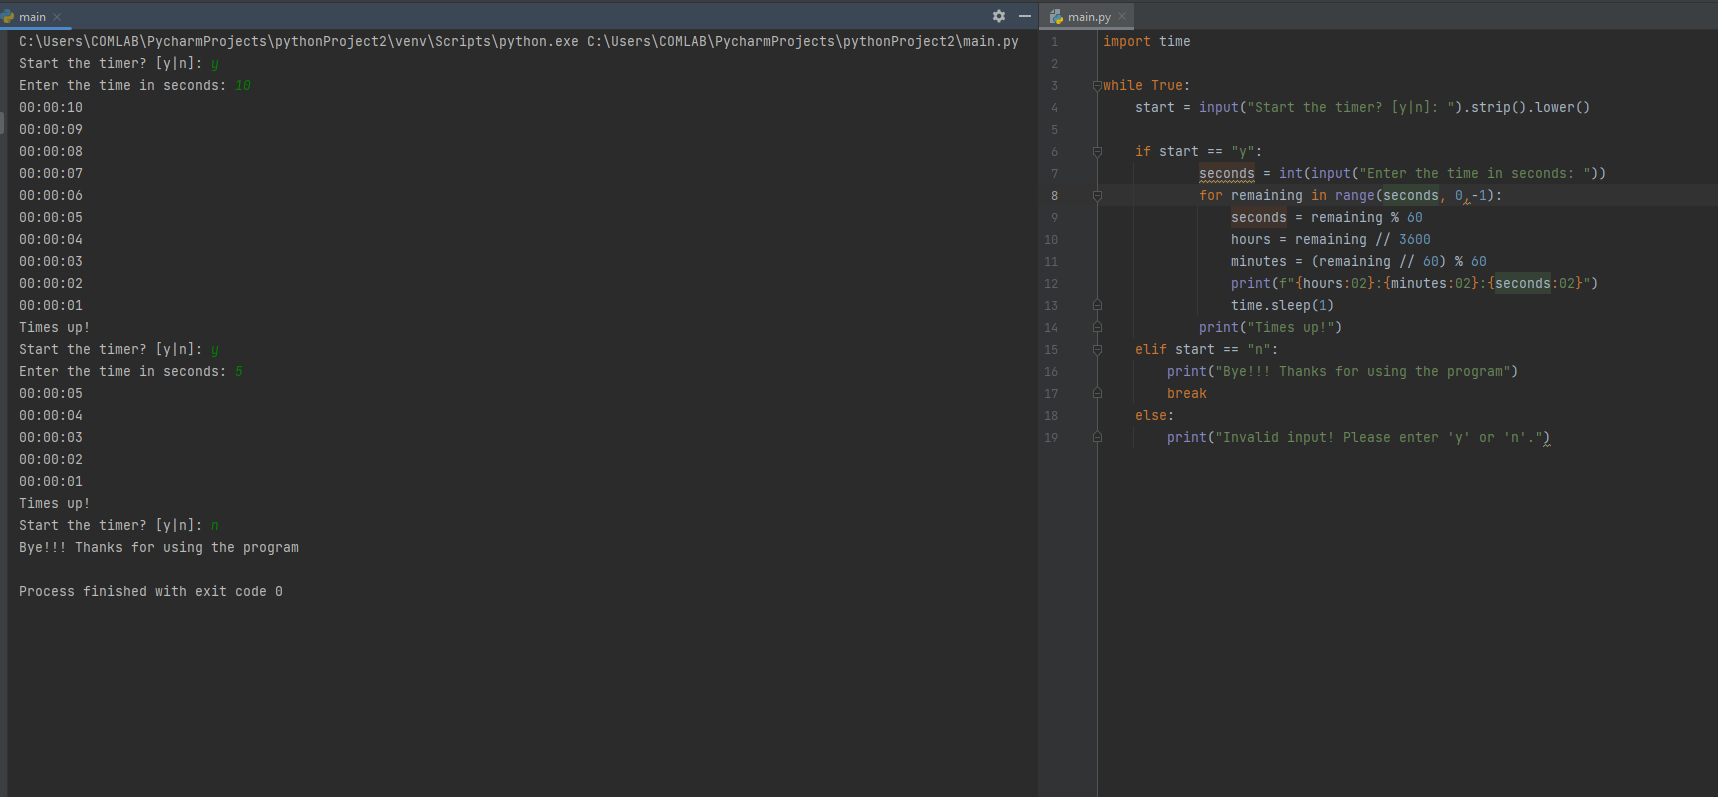 main
C:\Users\COMLAB\PycharmProjects\pythonProject2\venv\Scripts\python.exe C:\Users\COMLAB\PycharmProjects\pythonProject2\main.py
Start the timer? [y|n]: y
Enter the time in seconds: 10
00:00:10
00:00:09
00:00:08
00:00:07
00:00:06
00:00:05
00:00:04
00:00:03
00:00:02
00:00:01
Times up!
Start the timer? [y|n]: y
Enter the time in seconds: 5
00:00:05
00:00:04
00:00:03
00:00:02
00:00:01
Times up!
Start the timer? [y|n]: n
Bye!!! Thanks for using the program
Process finished with exit code 0
main.py
1 import time
2
3 while True:
4     start = input("Start the timer? [y|n]: ").strip().lower()
5
6     if start == "y":
7             seconds = int(input("Enter the time in seconds: "))
8             for remaining in range(seconds, 0,-1):
9                 seconds = remaining % 60
10                 hours = remaining // 3600
11                 minutes = (remaining // 60) % 60
12                 print(f"{hours:02}:{minutes:02}:{seconds:02}")
13                 time.sleep(1)
14             print("Times up!")
15     elif start == "n":
16         print("Bye!!! Thanks for using the program")
17         break
18     else:
19         print("Invalid input! Please enter 'y' or 'n'.")